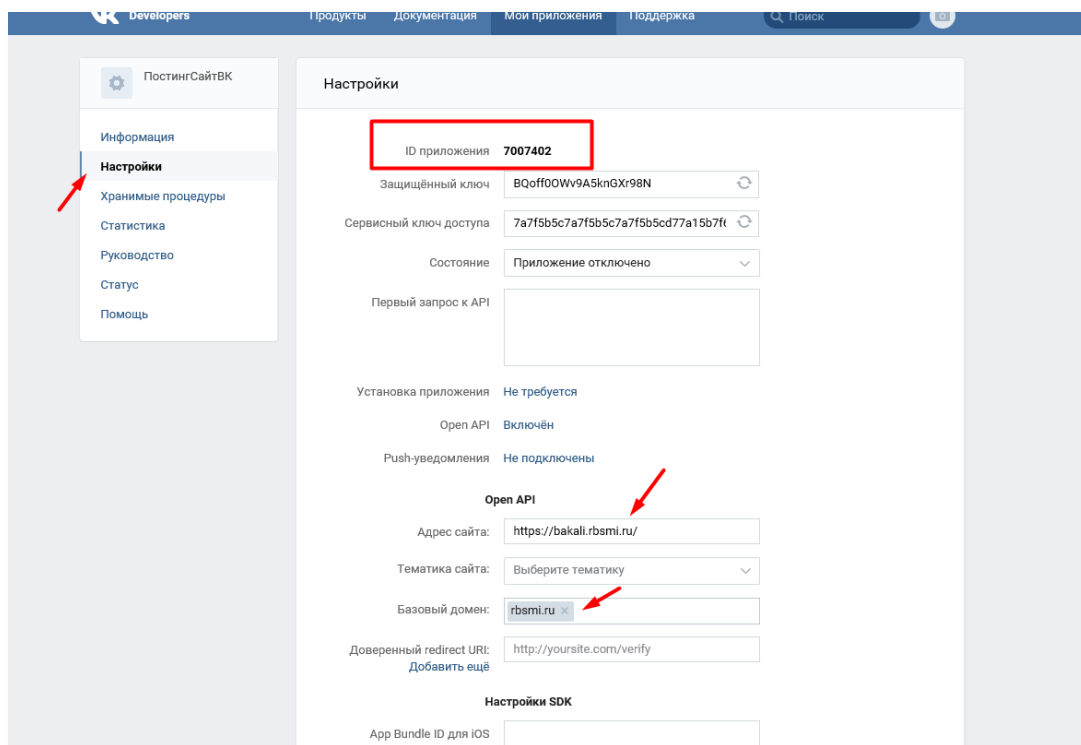 Developers Продукты Документация Мои приложения Поддержка Поиск
ПостингСайтВК
Информация
Настройки
Хранимые процедуры
Статистика
Руководство
Статус
Помощь
Настройки
ID приложения 7007402
Защищённый ключ BQoff0OWv9A5knGXr98N
Сервисный ключ доступа 7a7f5b5c7a7f5b5c7a7f5b5cd77a15b7f6
Состояние Приложение отключено
Первый запрос к API
Установка приложения Не требуется
Open API Включён
Push-уведомления Не подключены
Open API
Адрес сайта: https://bakali.rbsmi.ru/
Тематика сайта: Выберите тематику
Базовый домен: rbsmi.ru
Доверенный redirect URI: http://yoursite.com/verify
Добавить ещё
Настройки SDK
App Bundle ID для iOS